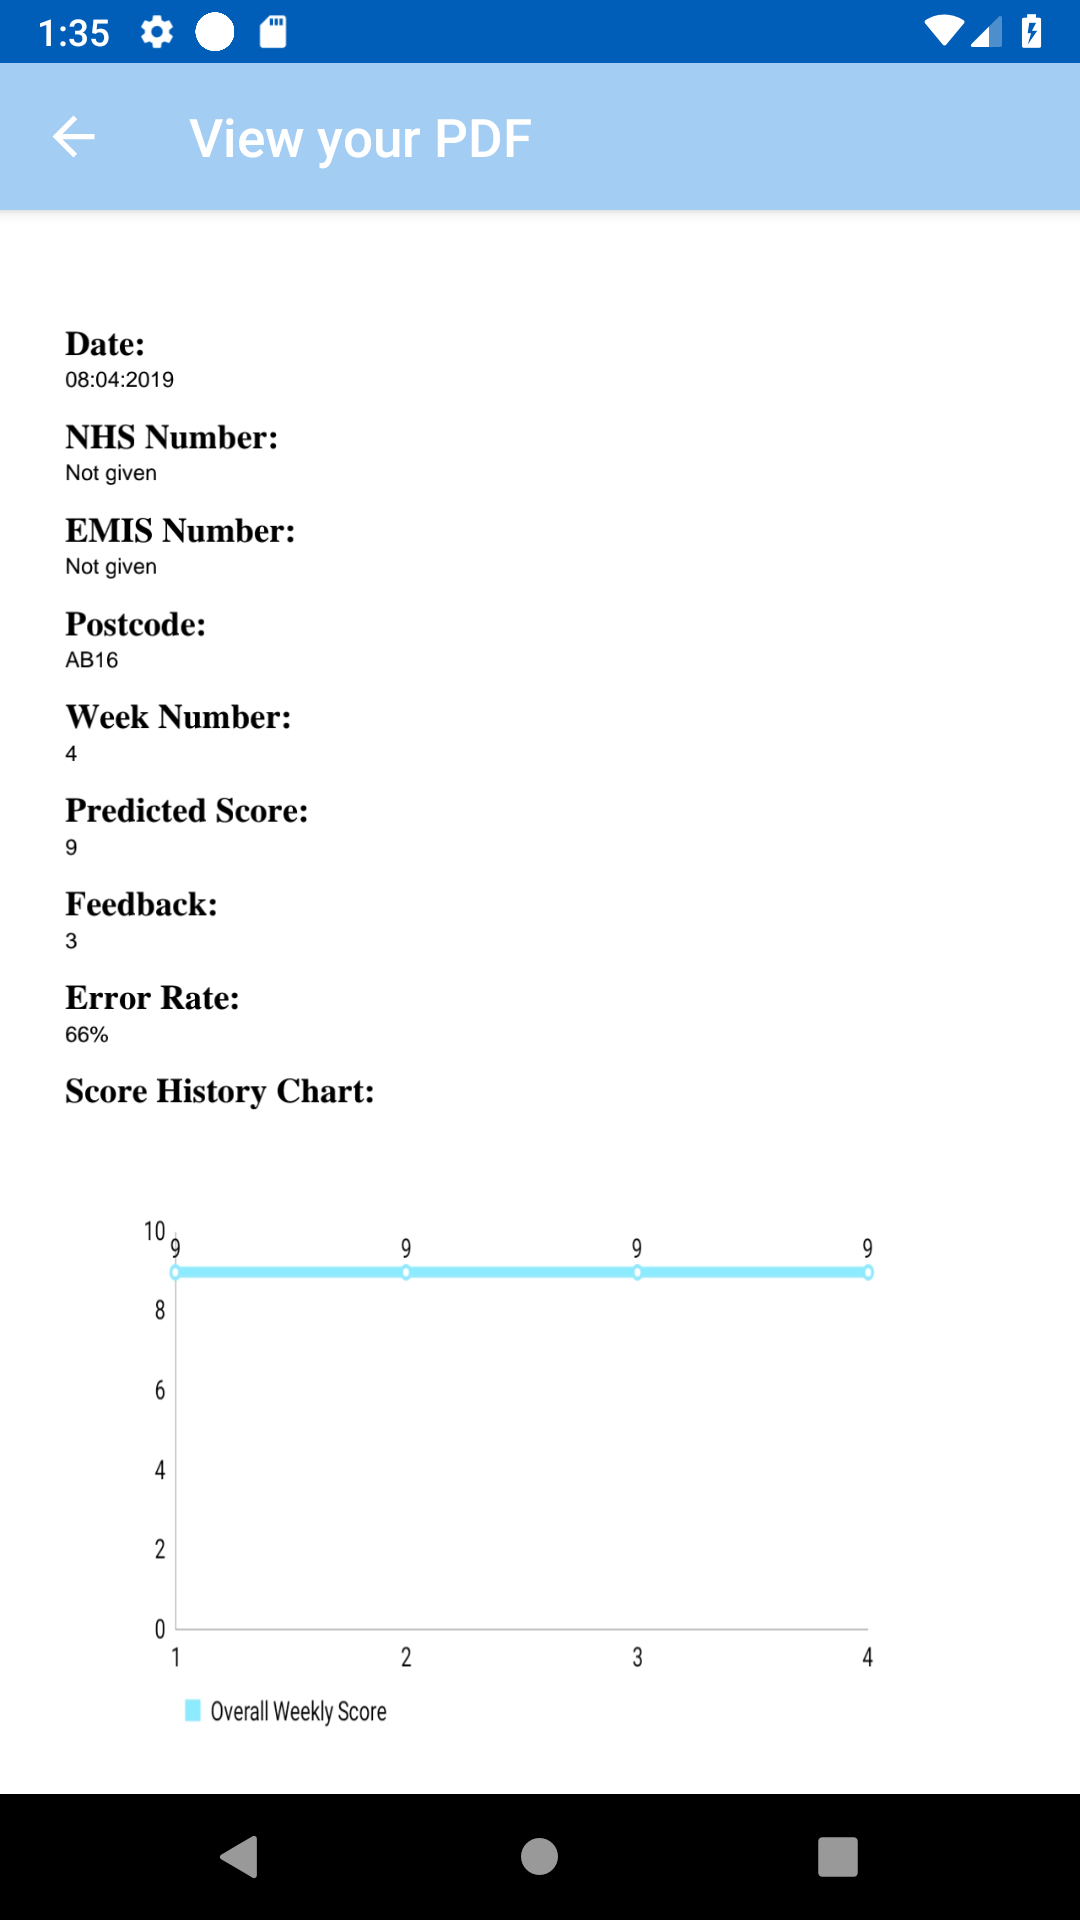 1:35
View your PDF
Date:
08:04:2019
NHS Number:
Not given
EMIS Number:
Not given
Postcode:
AB16
Week Number:
4
Predicted Score:
9
Feedback:
3
Error Rate:
66%
Score History Chart:
10
9 9 9 9
8
6
4
2
0
1 2 3 4
Overall Weekly Score